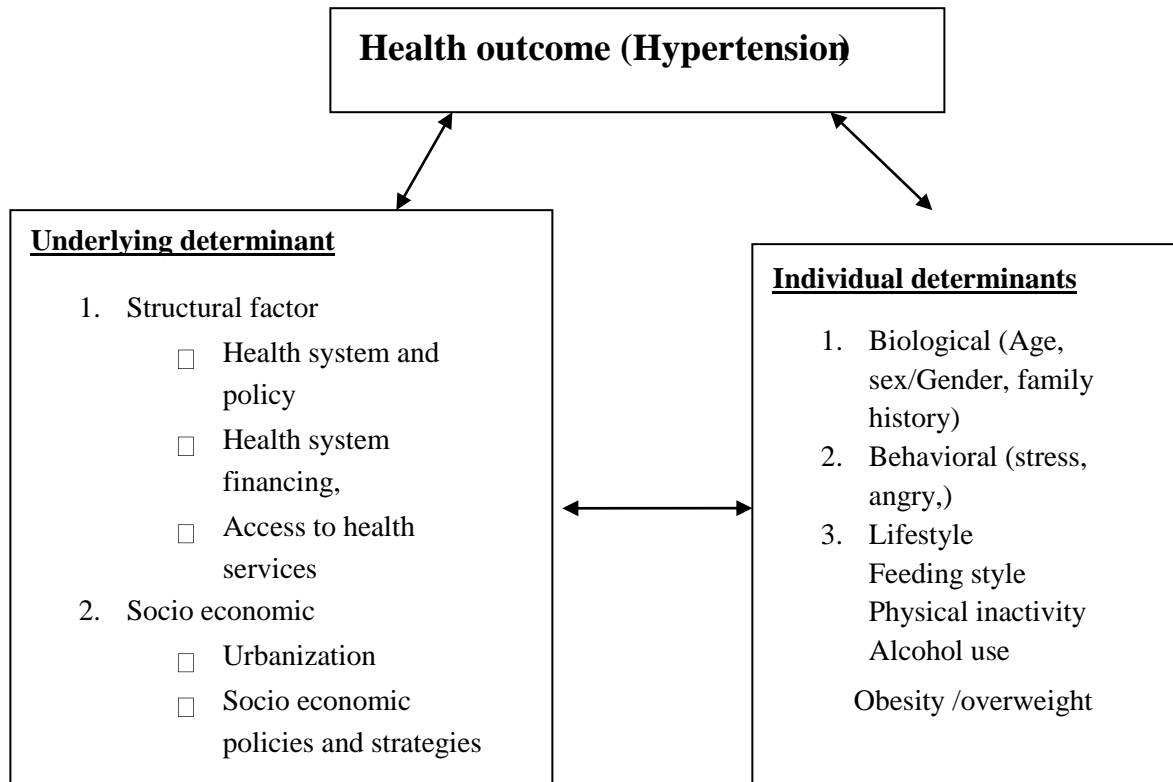 Health outcome (Hypertension)
Underlying determinant
1. Structural factor
Health system and
policy
Health system
financing,
Access to health
services
2. Socio economic
Urbanization
Socio economic
policies and strategies
Individual determinants
1. Biological (Age,
sex/Gender, family
history)
2. Behavioral (stress,
angry,)
3. Lifestyle
Feeding style
Physical inactivity
Alcohol use
Obesity /overweight